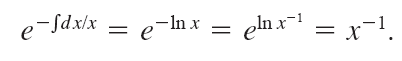 e^{-∫dx/x} = e^{-ln x} = e^{ln x^{-1}} = x^{-1}.